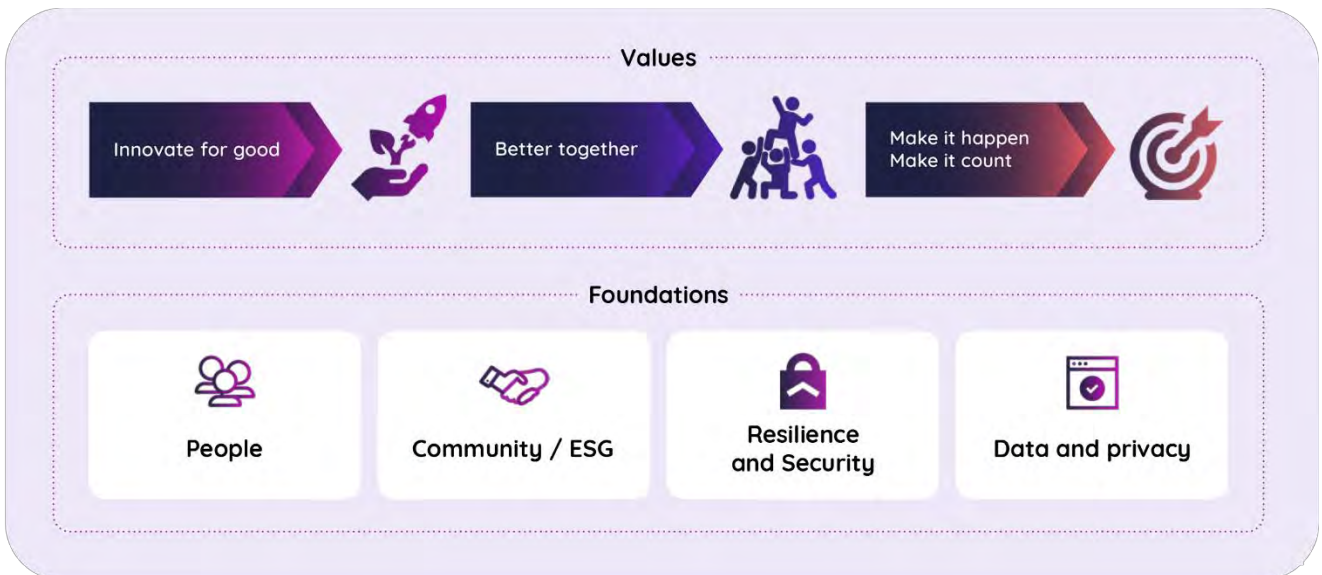 Values
Innovate for good
Better together
Make it happen
Make it count
Foundations
People
Community / ESG
Resilience
and Security
Data and privacy